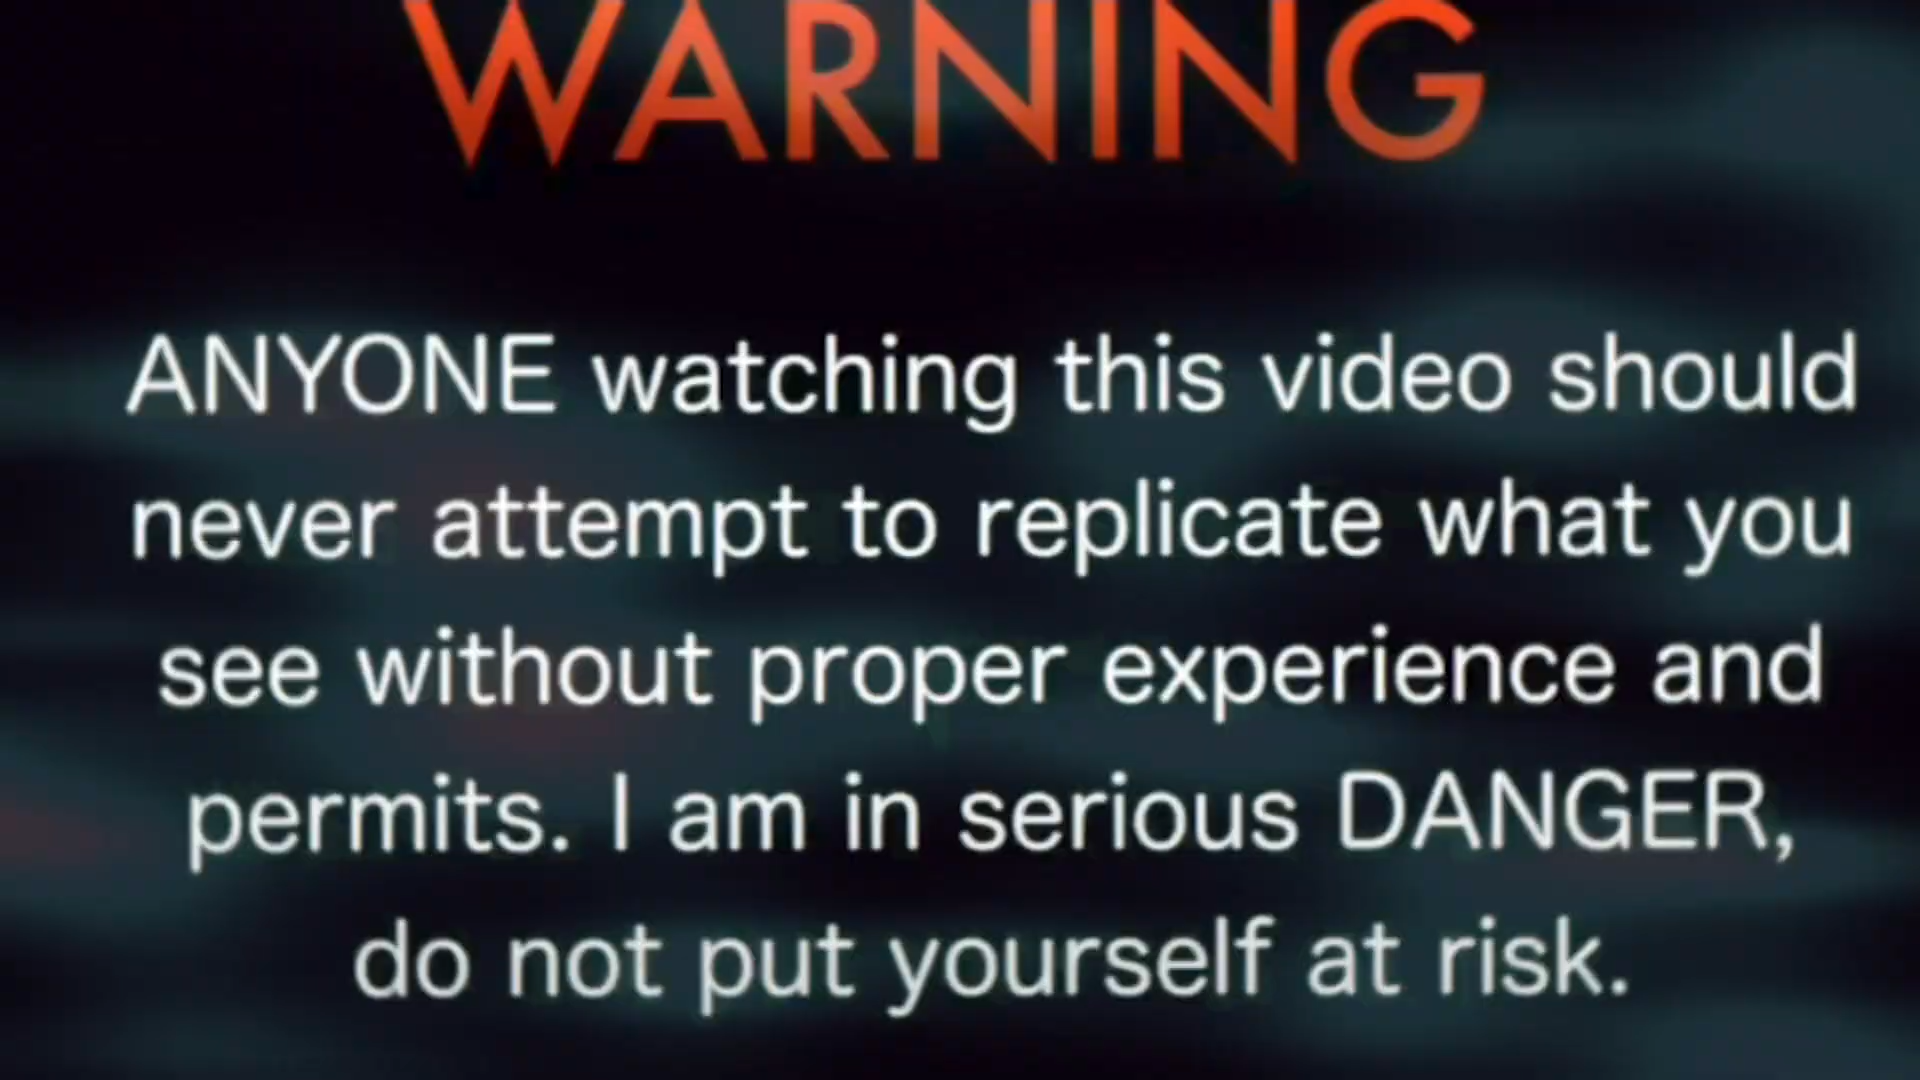 WARNING
ANYONE watching this video should
never attempt to replicate what you
see without proper experience and
permits. I am in serious DANGER,
do not put yourself at risk.